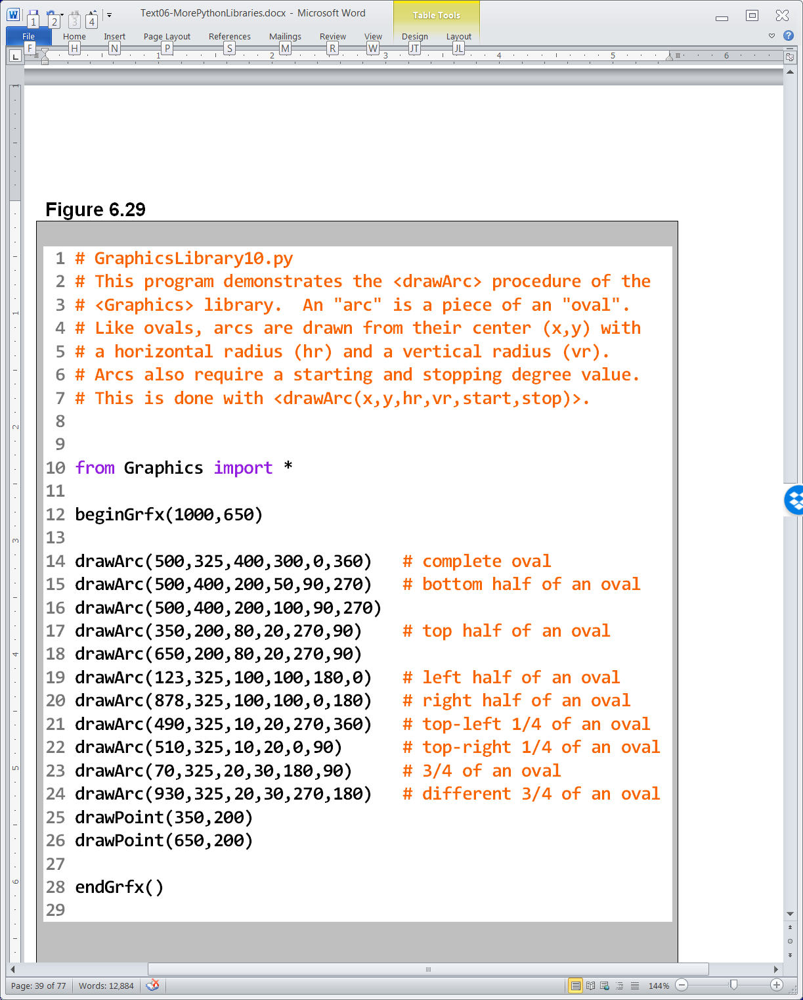 Text06-MorePythonLibraries.docx - Microsoft Word
Table Tools
1 2 3 4
File Home Insert Page Layout References Mailings Review View Design Layout
F H N P S M R W JT JL
1 2 3 4 5 6
Figure 6.29
1 # GraphicsLibrary10.py
2 # This program demonstrates the <drawArc> procedure of the
3 # <Graphics> library.  An "arc" is a piece of an "oval".
4 # Like ovals, arcs are drawn from their center (x,y) with
5 # a horizontal radius (hr) and a vertical radius (vr).
6 # Arcs also require a starting and stopping degree value.
7 # This is done with <drawArc(x,y,hr,vr,start,stop)>.
8
9
10 from Graphics import *
11
12 beginGrfx(1000,650)
13
14 drawArc(500,325,400,300,0,360)   # complete oval
15 drawArc(500,400,200,50,90,270)   # bottom half of an oval
16 drawArc(500,400,200,100,90,270)
17 drawArc(350,200,80,20,270,90)    # top half of an oval
18 drawArc(650,200,80,20,270,90)
19 drawArc(123,325,100,100,180,0)   # left half of an oval
20 drawArc(878,325,100,100,0,180)   # right half of an oval
21 drawArc(490,325,10,20,270,360)   # top-left 1/4 of an oval
22 drawArc(510,325,10,20,0,90)      # top-right 1/4 of an oval
23 drawArc(70,325,20,30,180,90)     # 3/4 of an oval
24 drawArc(930,325,20,30,270,180)   # different 3/4 of an oval
25 drawPoint(350,200)
26 drawPoint(650,200)
27
28 endGrfx()
29
Page: 39 of 77 Words: 12,884 144%